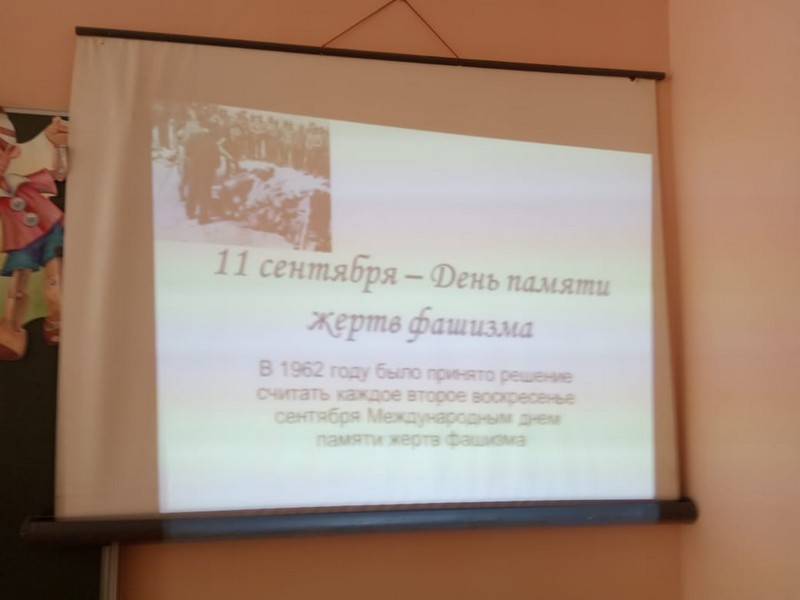 11 сентября – День памяти
жертв фашизма
В 1962 году было принято решение
считать каждое второе воскресенье
сентября Международным днем
памяти жертв фашизма